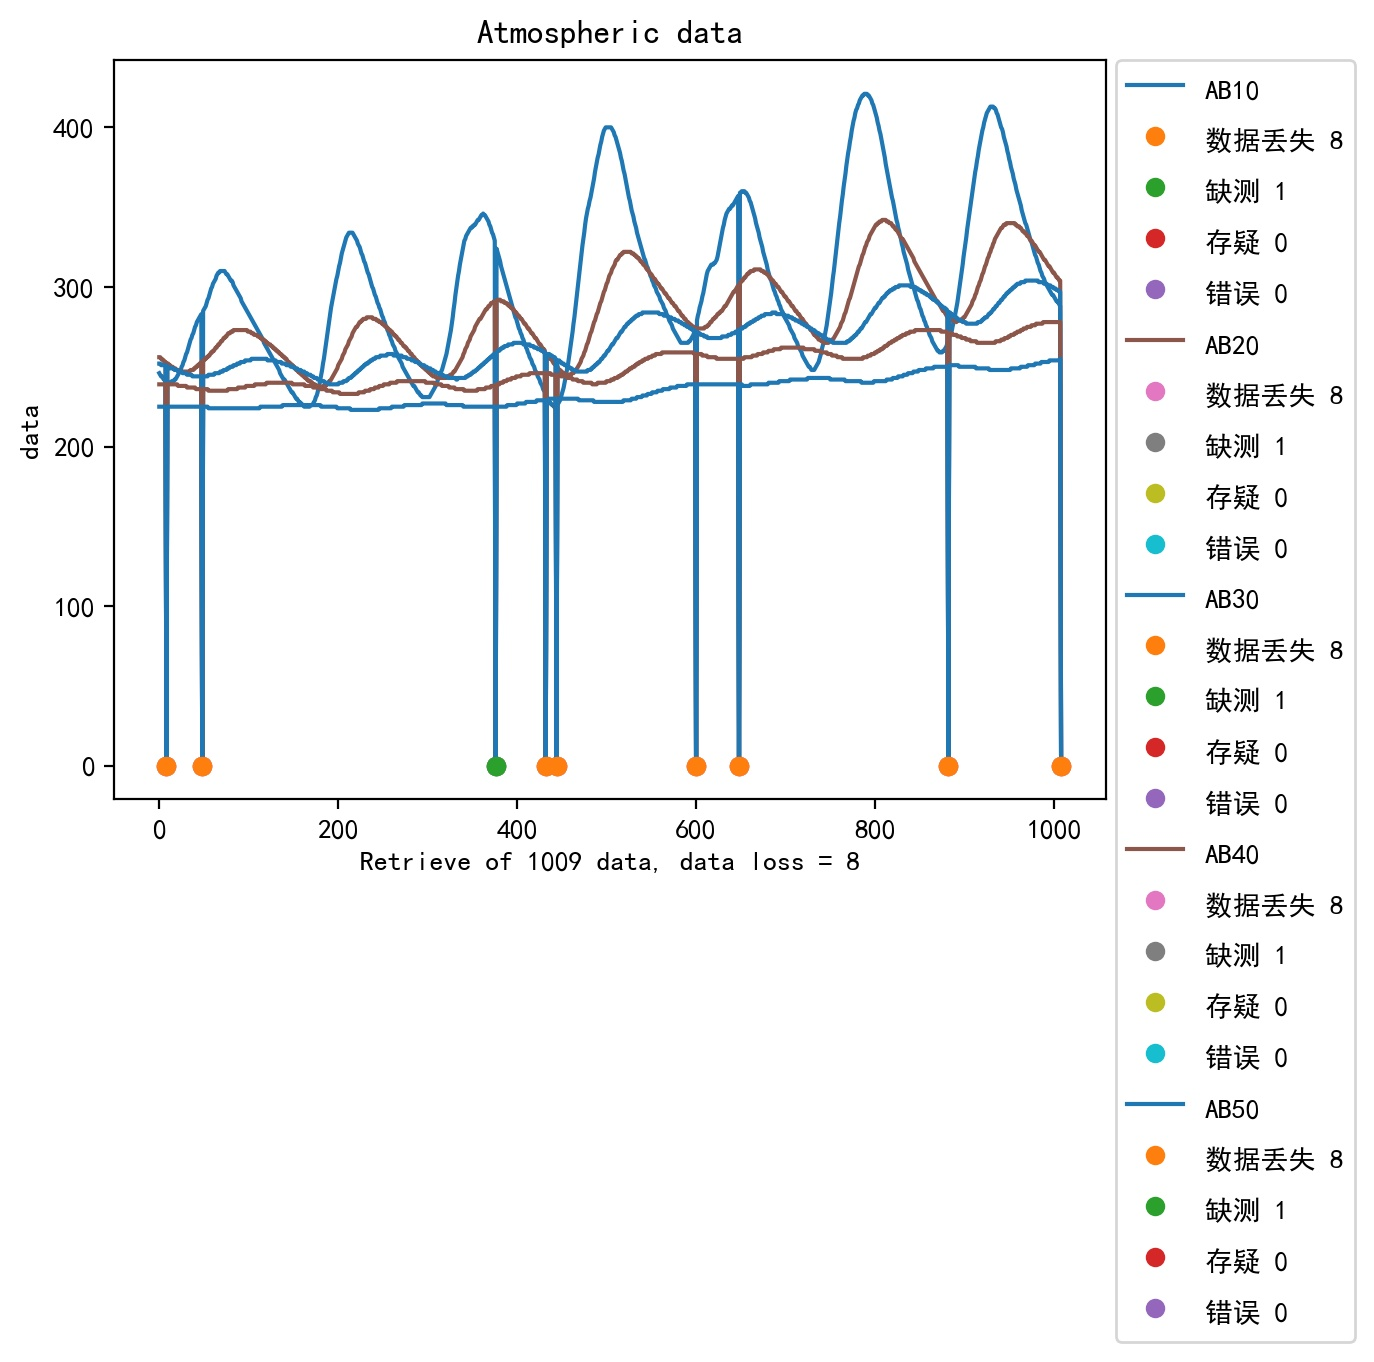 Atmospheric data
400
300
200
100
0
data
0 200 400 600 800 1000
Retrieve of 1009 data, data loss = 8
AB10
数据丢失 8
缺测 1
存疑 0
错误 0
AB20
数据丢失 8
缺测 1
存疑 0
错误 0
AB30
数据丢失 8
缺测 1
存疑 0
错误 0
AB40
数据丢失 8
缺测 1
存疑 0
错误 0
AB50
数据丢失 8
缺测 1
存疑 0
错误 0